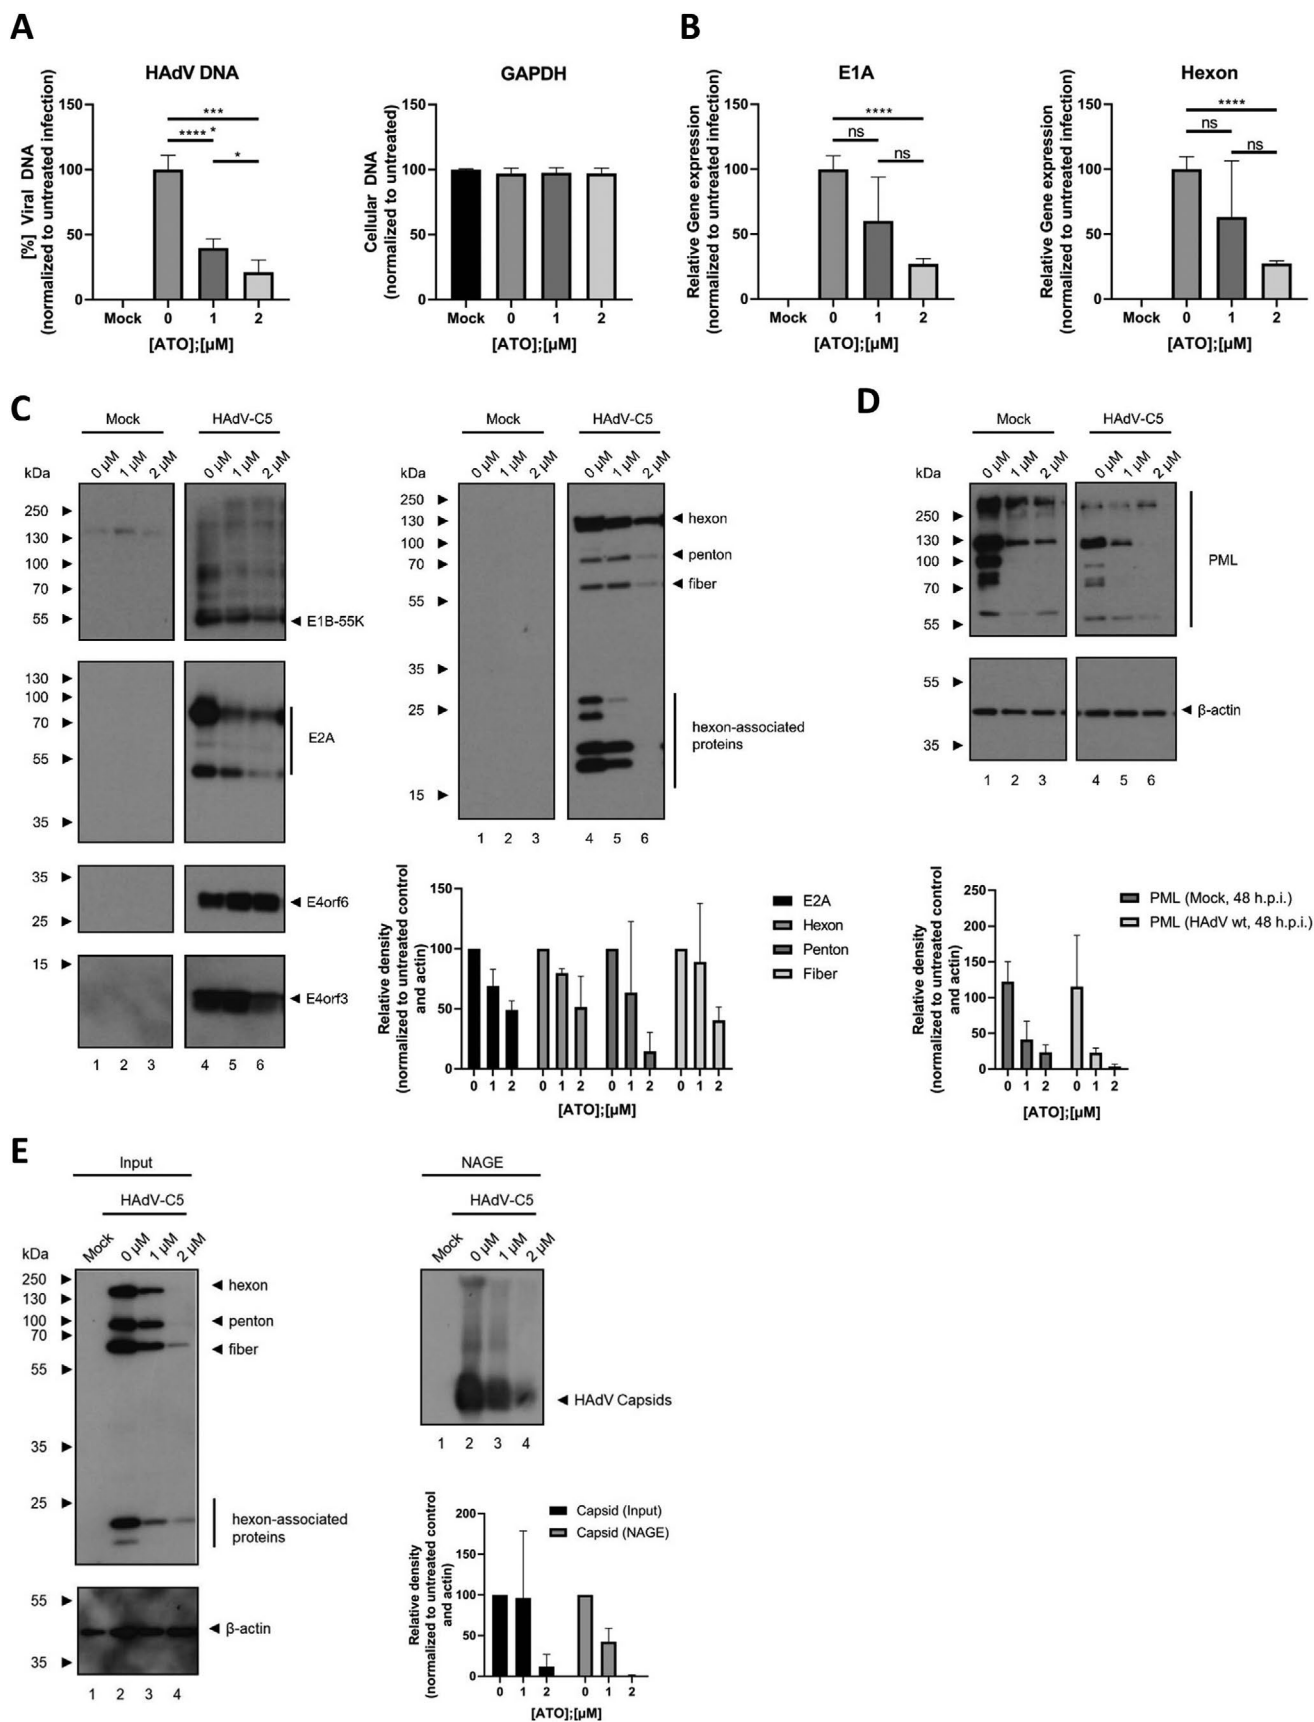 A
HAdV DNA
[%] Viral DNA
(normalized to untreated infection)
150
100
50
0
***
**** *
*
Mock 0 1 2
[ATO];[µM]
GAPDH
Cellular DNA
(normalized to untreated)
150
100
50
0
Mock 0 1 2
[ATO];[µM]
B
E1A
Relative Gene expression
(normalized to untreated infection)
150
100
50
0
****
ns
ns
Mock 0 1 2
[ATO];[µM]
Hexon
Relative Gene expression
(normalized to untreated infection)
150
100
50
0
****
ns
ns
Mock 0 1 2
[ATO];[µM]
C
Mock HAdV-C5
kDa 0 µM 1 µM 2 µM 0 µM 1 µM 2 µM
250
130
100
70
55
E1B-55K
130
100
70
55
35
E2A
35
25
E4orf6
15
E4orf3
1 2 3 4 5 6
Mock HAdV-C5
0 µM 1 µM 2 µM 0 µM 1 µM 2 µM
250
130
100
70
55
35
25
15
hexon
penton
fiber
hexon-associated
proteins
1 2 3 4 5 6
Relative density
(normalized to untreated control
and actin)
150
100
50
0
0 1 2 0 1 2 0 1 2 0 1 2
[ATO];[µM]
E2A
Hexon
Penton
Fiber
D
Mock HAdV-C5
kDa 0 µM 1 µM 2 µM 0 µM 1 µM 2 µM
250
130
100
70
55
PML
55
35
β-actin
1 2 3 4 5 6
Relative density
(normalized to untreated control
and actin)
250
200
150
100
50
0
0 1 2 0 1 2
[ATO];[µM]
PML (Mock, 48 h.p.i.)
PML (HAdV wt, 48 h.p.i.)
E
Input
HAdV-C5
kDa Mock 0 µM 1 µM 2 µM
250
130
100
70
55
35
25
hexon
penton
fiber
hexon-associated
proteins
55
35
β-actin
1 2 3 4
NAGE
HAdV-C5
Mock 0 µM 1 µM 2 µM
HAdV Capsids
1 2 3 4
Relative density
(normalized to untreated control
and actin)
200
150
100
50
0
0 1 2 0 1 2
[ATO];[µM]
Capsid (Input)
Capsid (NAGE)